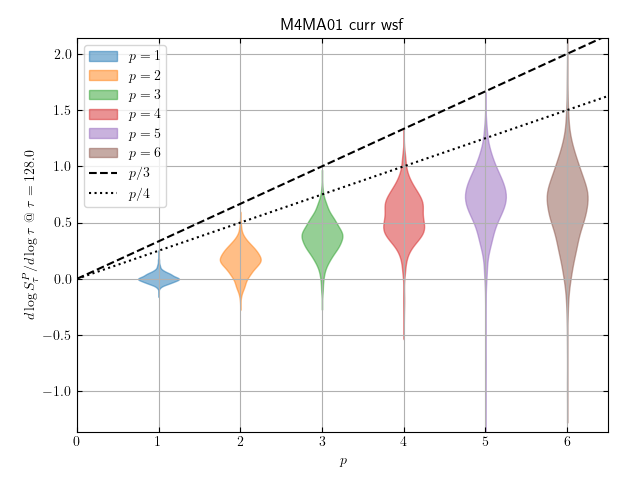 M4MA01 curr wsf
2.0
1.5
1.0
0.5
0.0
−0.5
−1.0
d log S_τ^P / d log τ @ τ = 128.0
p = 1
p = 2
p = 3
p = 4
p = 5
p = 6
p/3
p/4
0 1 2 3 4 5 6
p